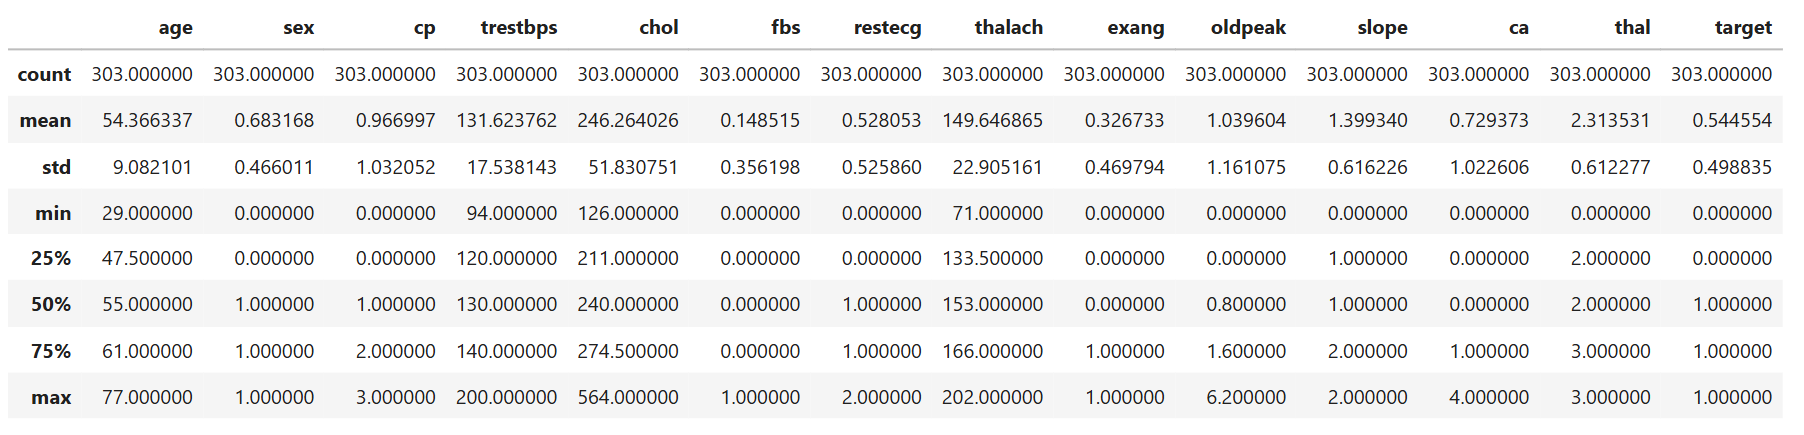 age sex cp trestbps chol fbs restecg thalach exang oldpeak slope ca thal target
count 303.000000 303.000000 303.000000 303.000000 303.000000 303.000000 303.000000 303.000000 303.000000 303.000000 303.000000 303.000000 303.000000 303.000000
mean 54.366337 0.683168 0.966997 131.623762 246.264026 0.148515 0.528053 149.646865 0.326733 1.039604 1.399340 0.729373 2.313531 0.544554
std 9.082101 0.466011 1.032052 17.538143 51.830751 0.356198 0.525860 22.905161 0.469794 1.161075 0.616226 1.022606 0.612277 0.498835
min 29.000000 0.000000 0.000000 94.000000 126.000000 0.000000 0.000000 71.000000 0.000000 0.000000 0.000000 0.000000 0.000000 0.000000
25% 47.500000 0.000000 0.000000 120.000000 211.000000 0.000000 0.000000 133.500000 0.000000 0.000000 1.000000 0.000000 2.000000 0.000000
50% 55.000000 1.000000 1.000000 130.000000 240.000000 0.000000 1.000000 153.000000 0.000000 0.800000 1.000000 0.000000 2.000000 1.000000
75% 61.000000 1.000000 2.000000 140.000000 274.500000 0.000000 1.000000 166.000000 1.000000 1.600000 2.000000 1.000000 3.000000 1.000000
max 77.000000 1.000000 3.000000 200.000000 564.000000 1.000000 2.000000 202.000000 1.000000 6.200000 2.000000 4.000000 3.000000 1.000000